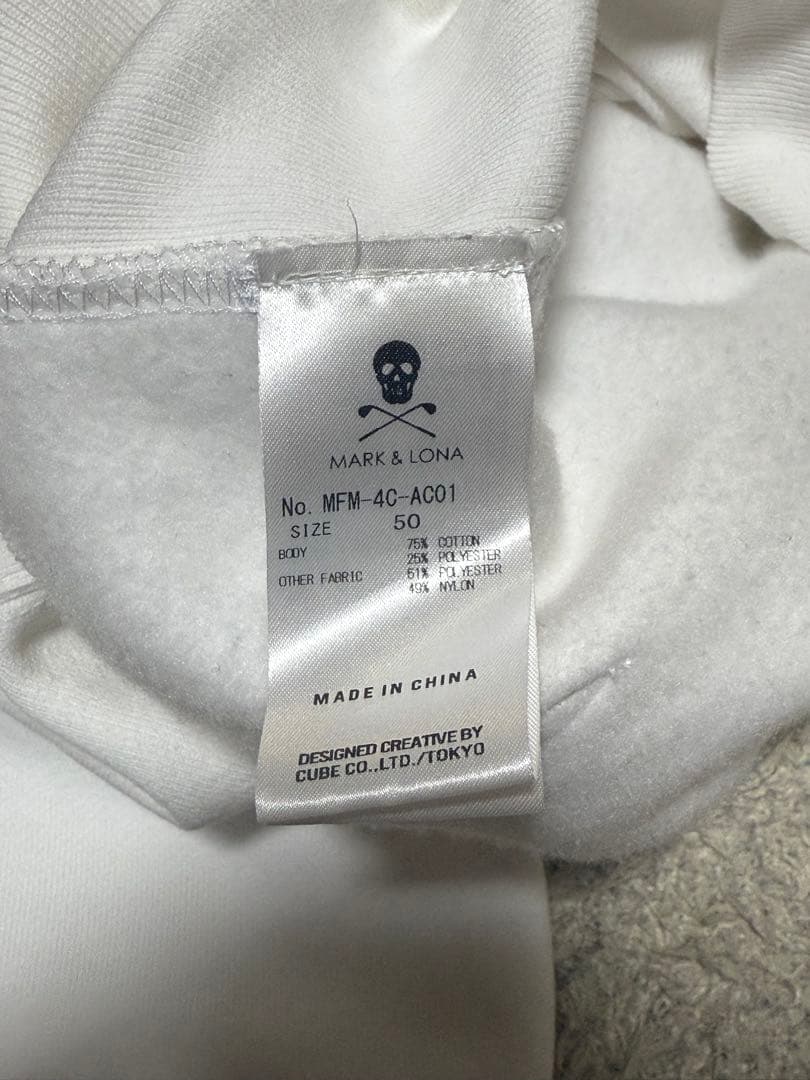 MARK & LONA
No. MFM-4C-AC01
SIZE 50
BODY 75% COTTON
25% POLYESTER
OTHER FABRIC 51% POLYESTER
49% NYLON
MADE IN CHINA
DESIGNED CREATIVE BY
CUBE CO.,LTD./TOKYO